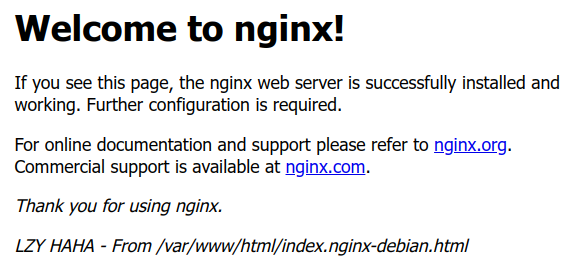 Welcome to nginx!
If you see this page, the nginx web server is successfully installed and
working. Further configuration is required.
For online documentation and support please refer to nginx.org.
Commercial support is available at nginx.com.
Thank you for using nginx.
LZY HAHA - From /var/www/html/index.nginx-debian.html